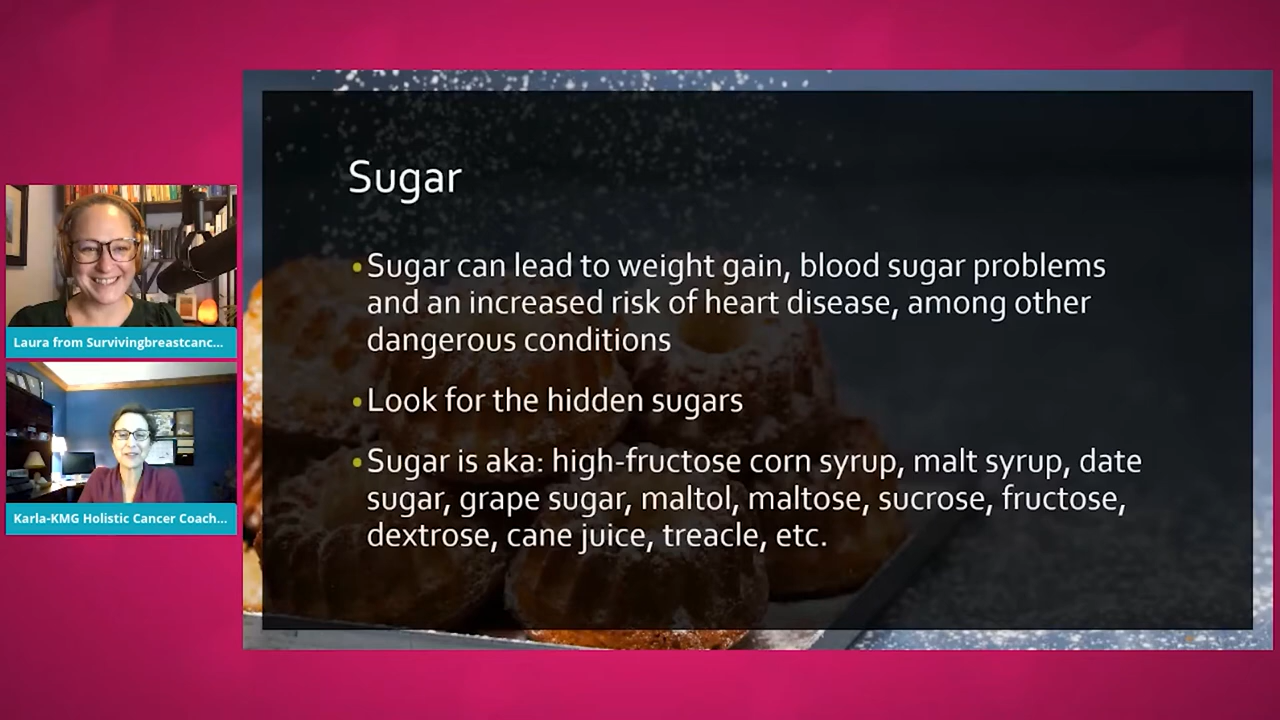 Sugar
•Sugar can lead to weight gain, blood sugar problems
and an increased risk of heart disease, among other
dangerous conditions
•Look for the hidden sugars
•Sugar is aka: high-fructose corn syrup, malt syrup, date
sugar, grape sugar, maltol, maltose, sucrose, fructose,
dextrose, cane juice, treacle, etc.
Laura from Survivingbreastcanc...
Karla-KMG Holistic Cancer Coach...